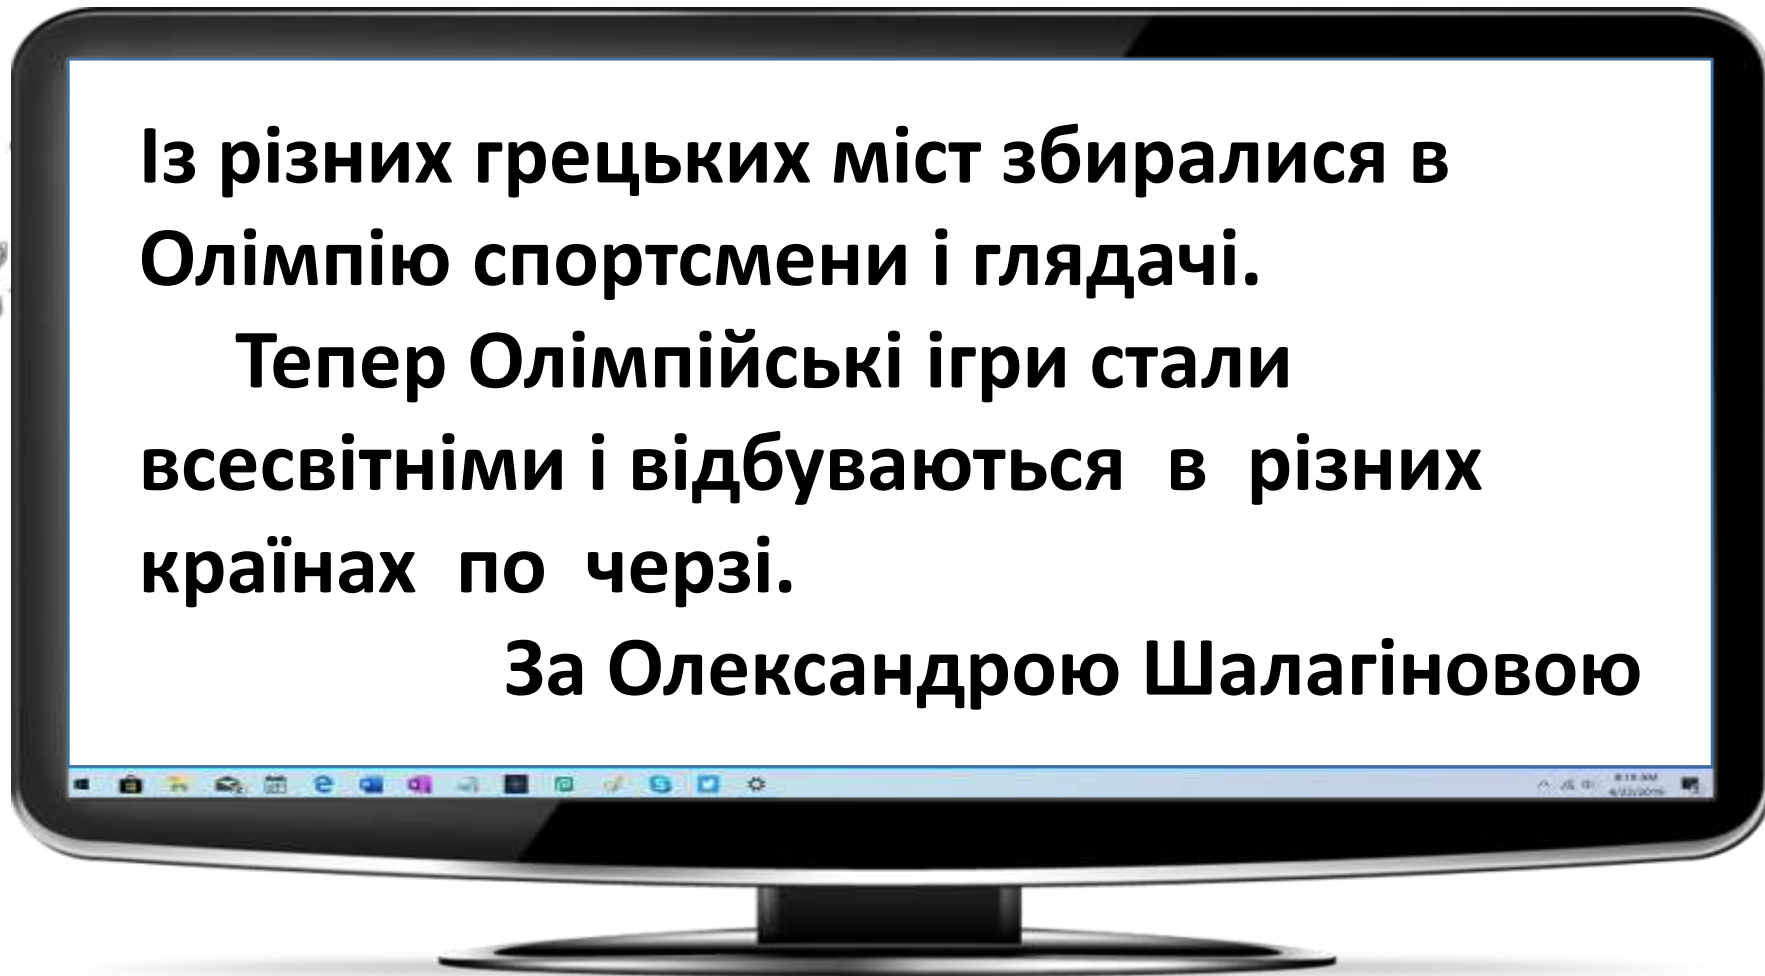 Із різних грецьких міст збиралися в
Олімпію спортсмени і глядачі.
Тепер Олімпійські ігри стали
всесвітніми і відбуваються в різних
країнах по черзі.
За Олександрою Шалагіновою